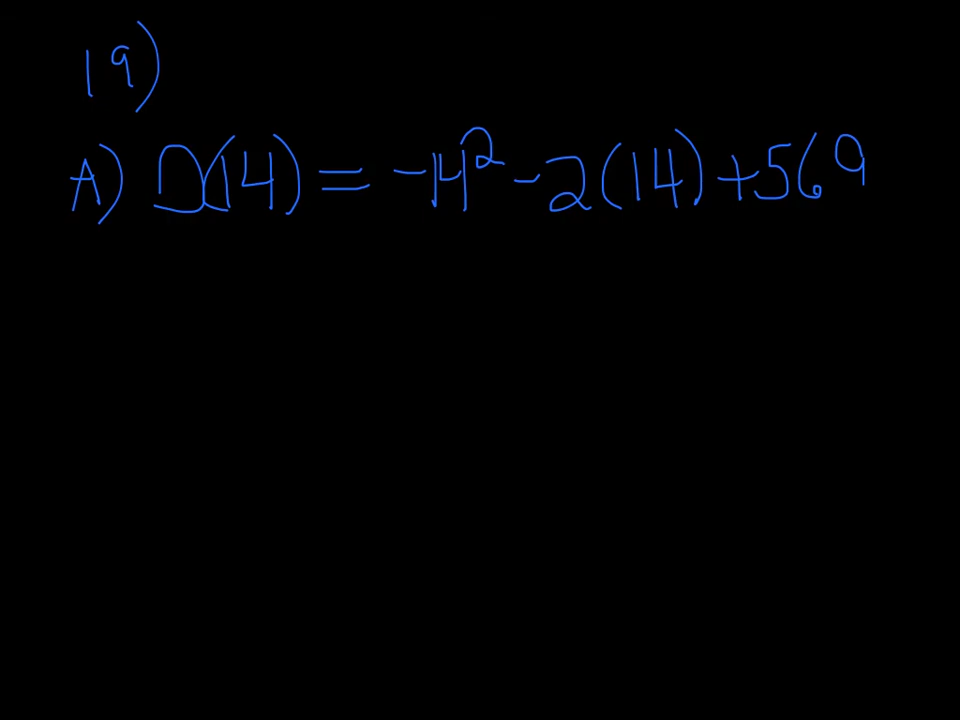 19)
A) D(14) = -14² - 2(14) + 569